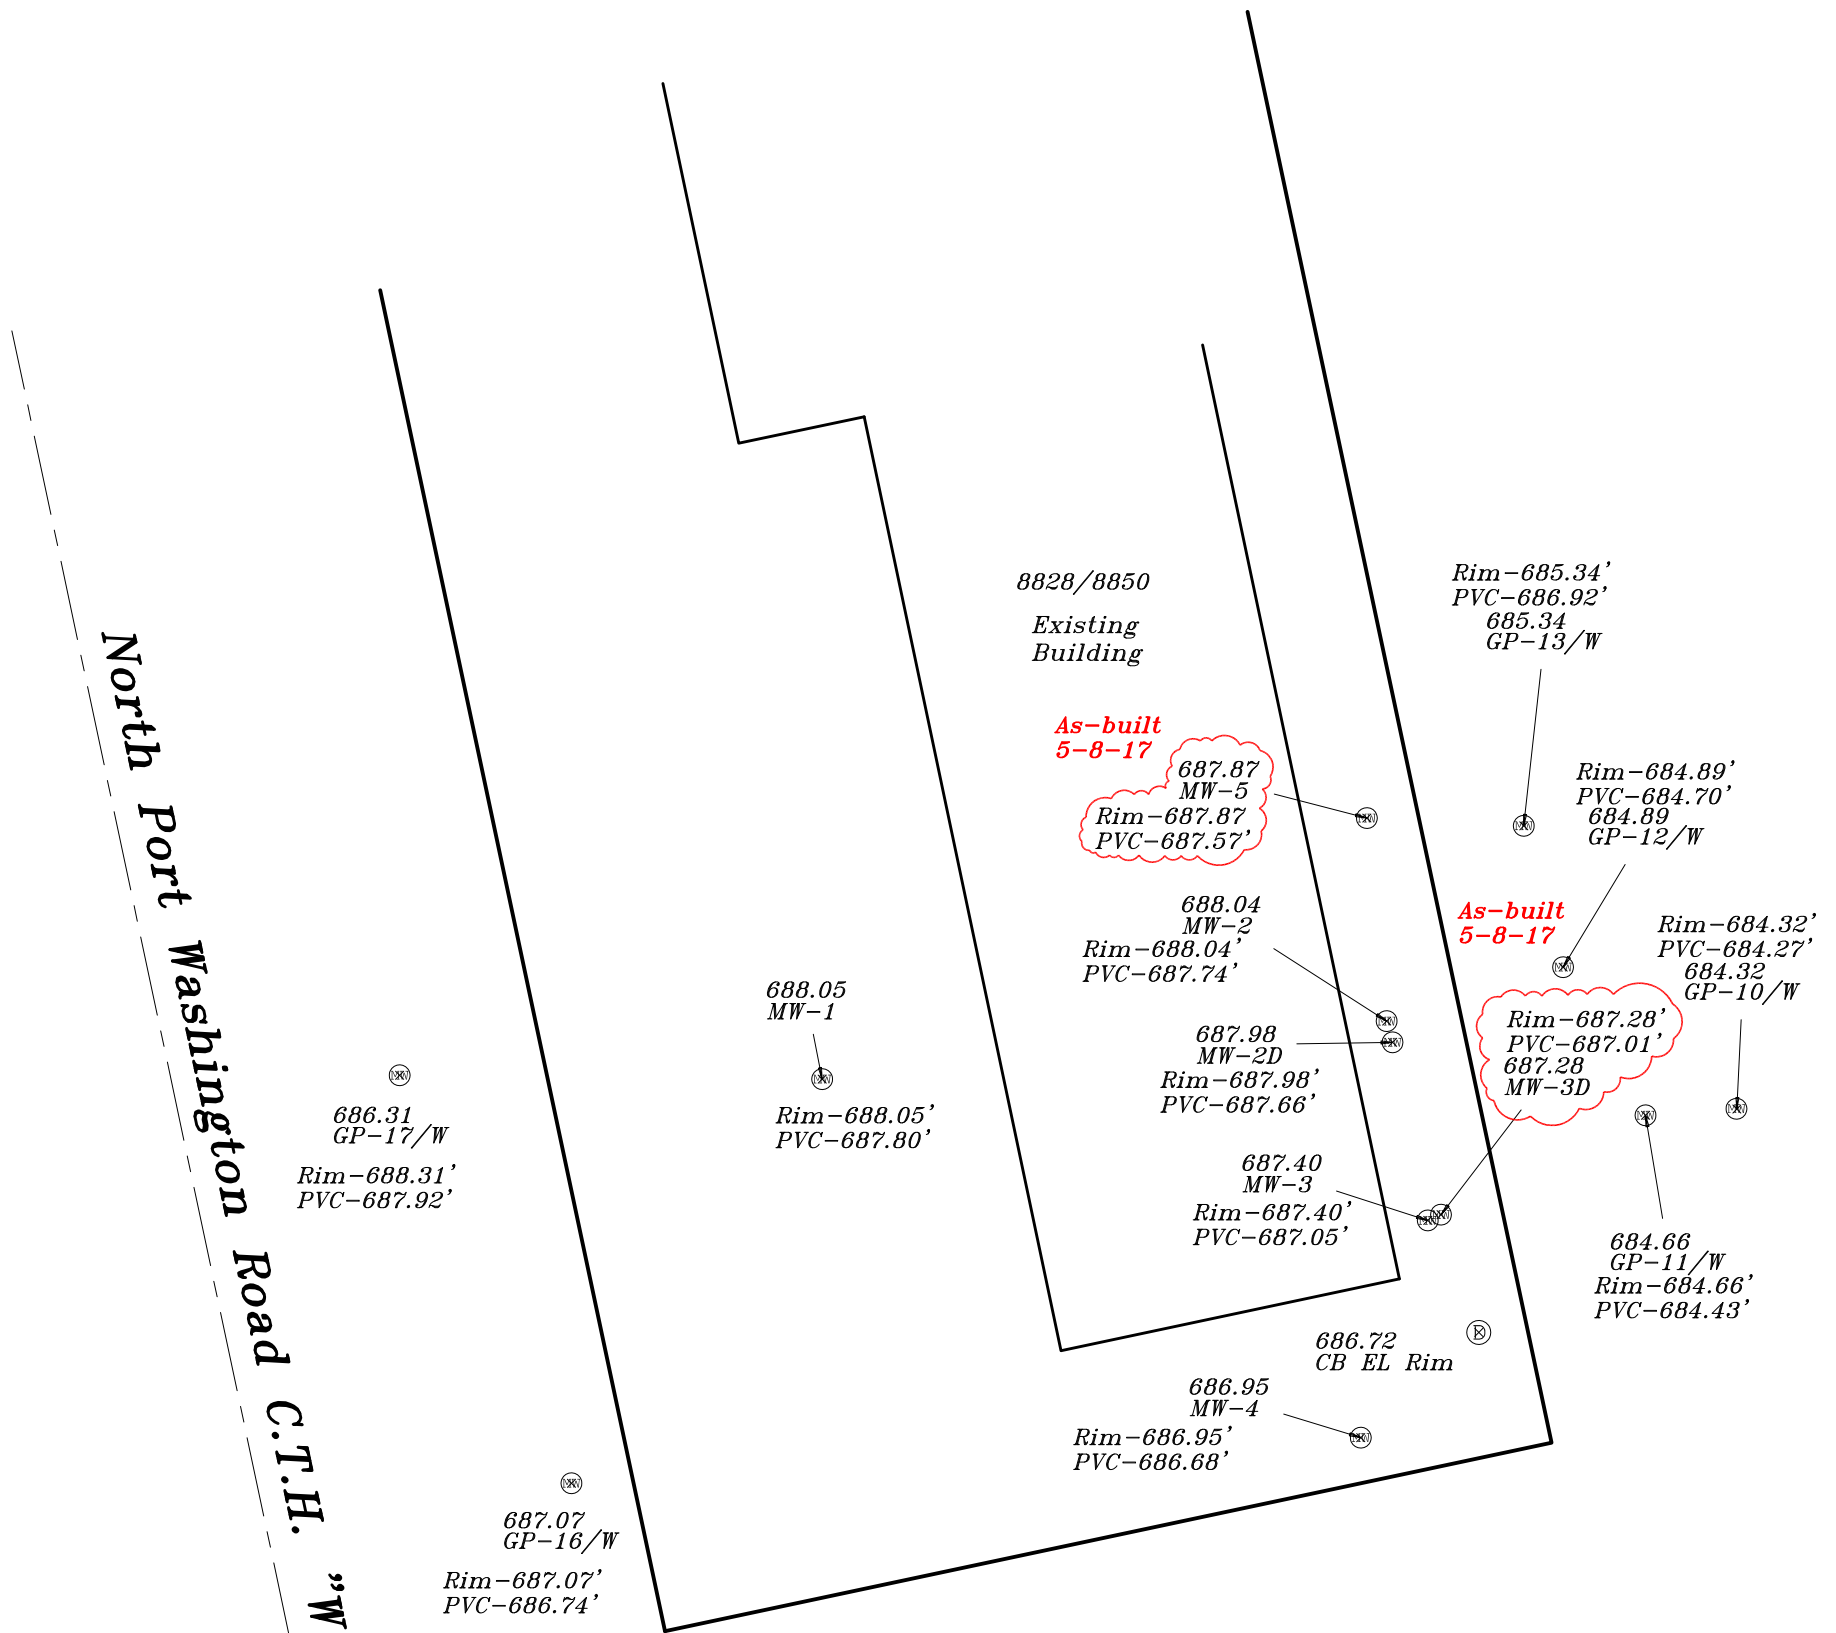 North Port Washington Road C.T.H. "W
8828/8850
Existing
Building
Rim-685.34'
PVC-686.92'
685.34
GP-13/W
As-built
5-8-17
687.87
MW-5
Rim-687.87
PVC-687.57'
Rim-684.89'
PVC-684.70'
684.89
GP-12/W
688.04
MW-2
Rim-688.04'
PVC-687.74'
As-built
5-8-17
Rim-684.32'
PVC-684.27'
684.32
GP-10/W
688.05
MW-1
Rim-688.05'
PVC-687.80'
687.98
MW-2D
Rim-687.98'
PVC-687.66'
Rim-687.28'
PVC-687.01'
687.28
MW-3D
686.31
GP-17/W
Rim-688.31'
PVC-687.92'
687.40
MW-3
Rim-687.40'
PVC-687.05'
684.66
GP-11/W
Rim-684.66'
PVC-684.43'
686.72
CB EL Rim
686.95
MW-4
Rim-686.95'
PVC-686.68'
687.07
GP-16/W
Rim-687.07'
PVC-686.74'